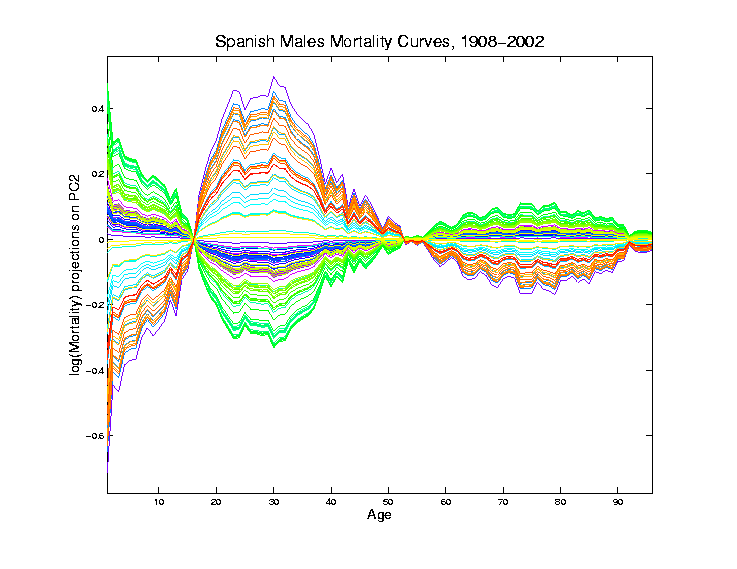 Spanish Males Mortality Curves, 1908−2002
log(Mortality) projections on PC2
0.4
0.2
0
−0.2
−0.4
−0.6
10 20 30 40 50 60 70 80 90
Age